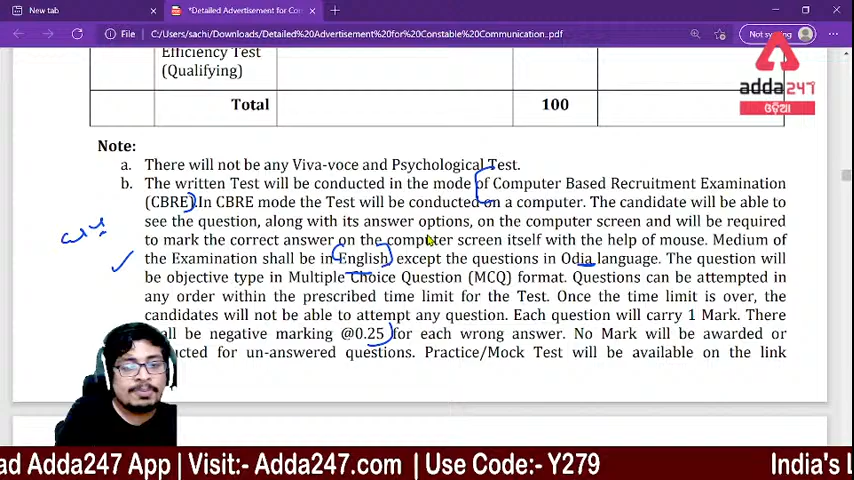 New tab
*Detailed Advertisement for Con
File
C:/Users/sachi/Downloads/Detailed%20Advertisement%20for%20Constable%20Communication.pdf
Not sy
Efficiency Test
(Qualifying)
Total 100
adda247
ଓଡ଼ିଆ
Note:
a. There will not be any Viva-voce and Psychological Test.
b. The written Test will be conducted in the mode of Computer Based Recruitment Examination
(CBRE).In CBRE mode the Test will be conducted on a computer. The candidate will be able to
see the question, along with its answer options, on the computer screen and will be required
to mark the correct answer on the computer screen itself with the help of mouse. Medium of
the Examination shall be in English except the questions in Odia language. The question will
be objective type in Multiple Choice Question (MCQ) format. Questions can be attempted in
any order within the prescribed time limit for the Test. Once the time limit is over, the
candidates will not be able to attempt any question. Each question will carry 1 Mark. There
all be negative marking @0.25 for each wrong answer. No Mark will be awarded or
ucted for un-answered questions. Practice/Mock Test will be available on the link
ad Adda247 App | Visit:- Adda247.com | Use Code:- Y279
India's L